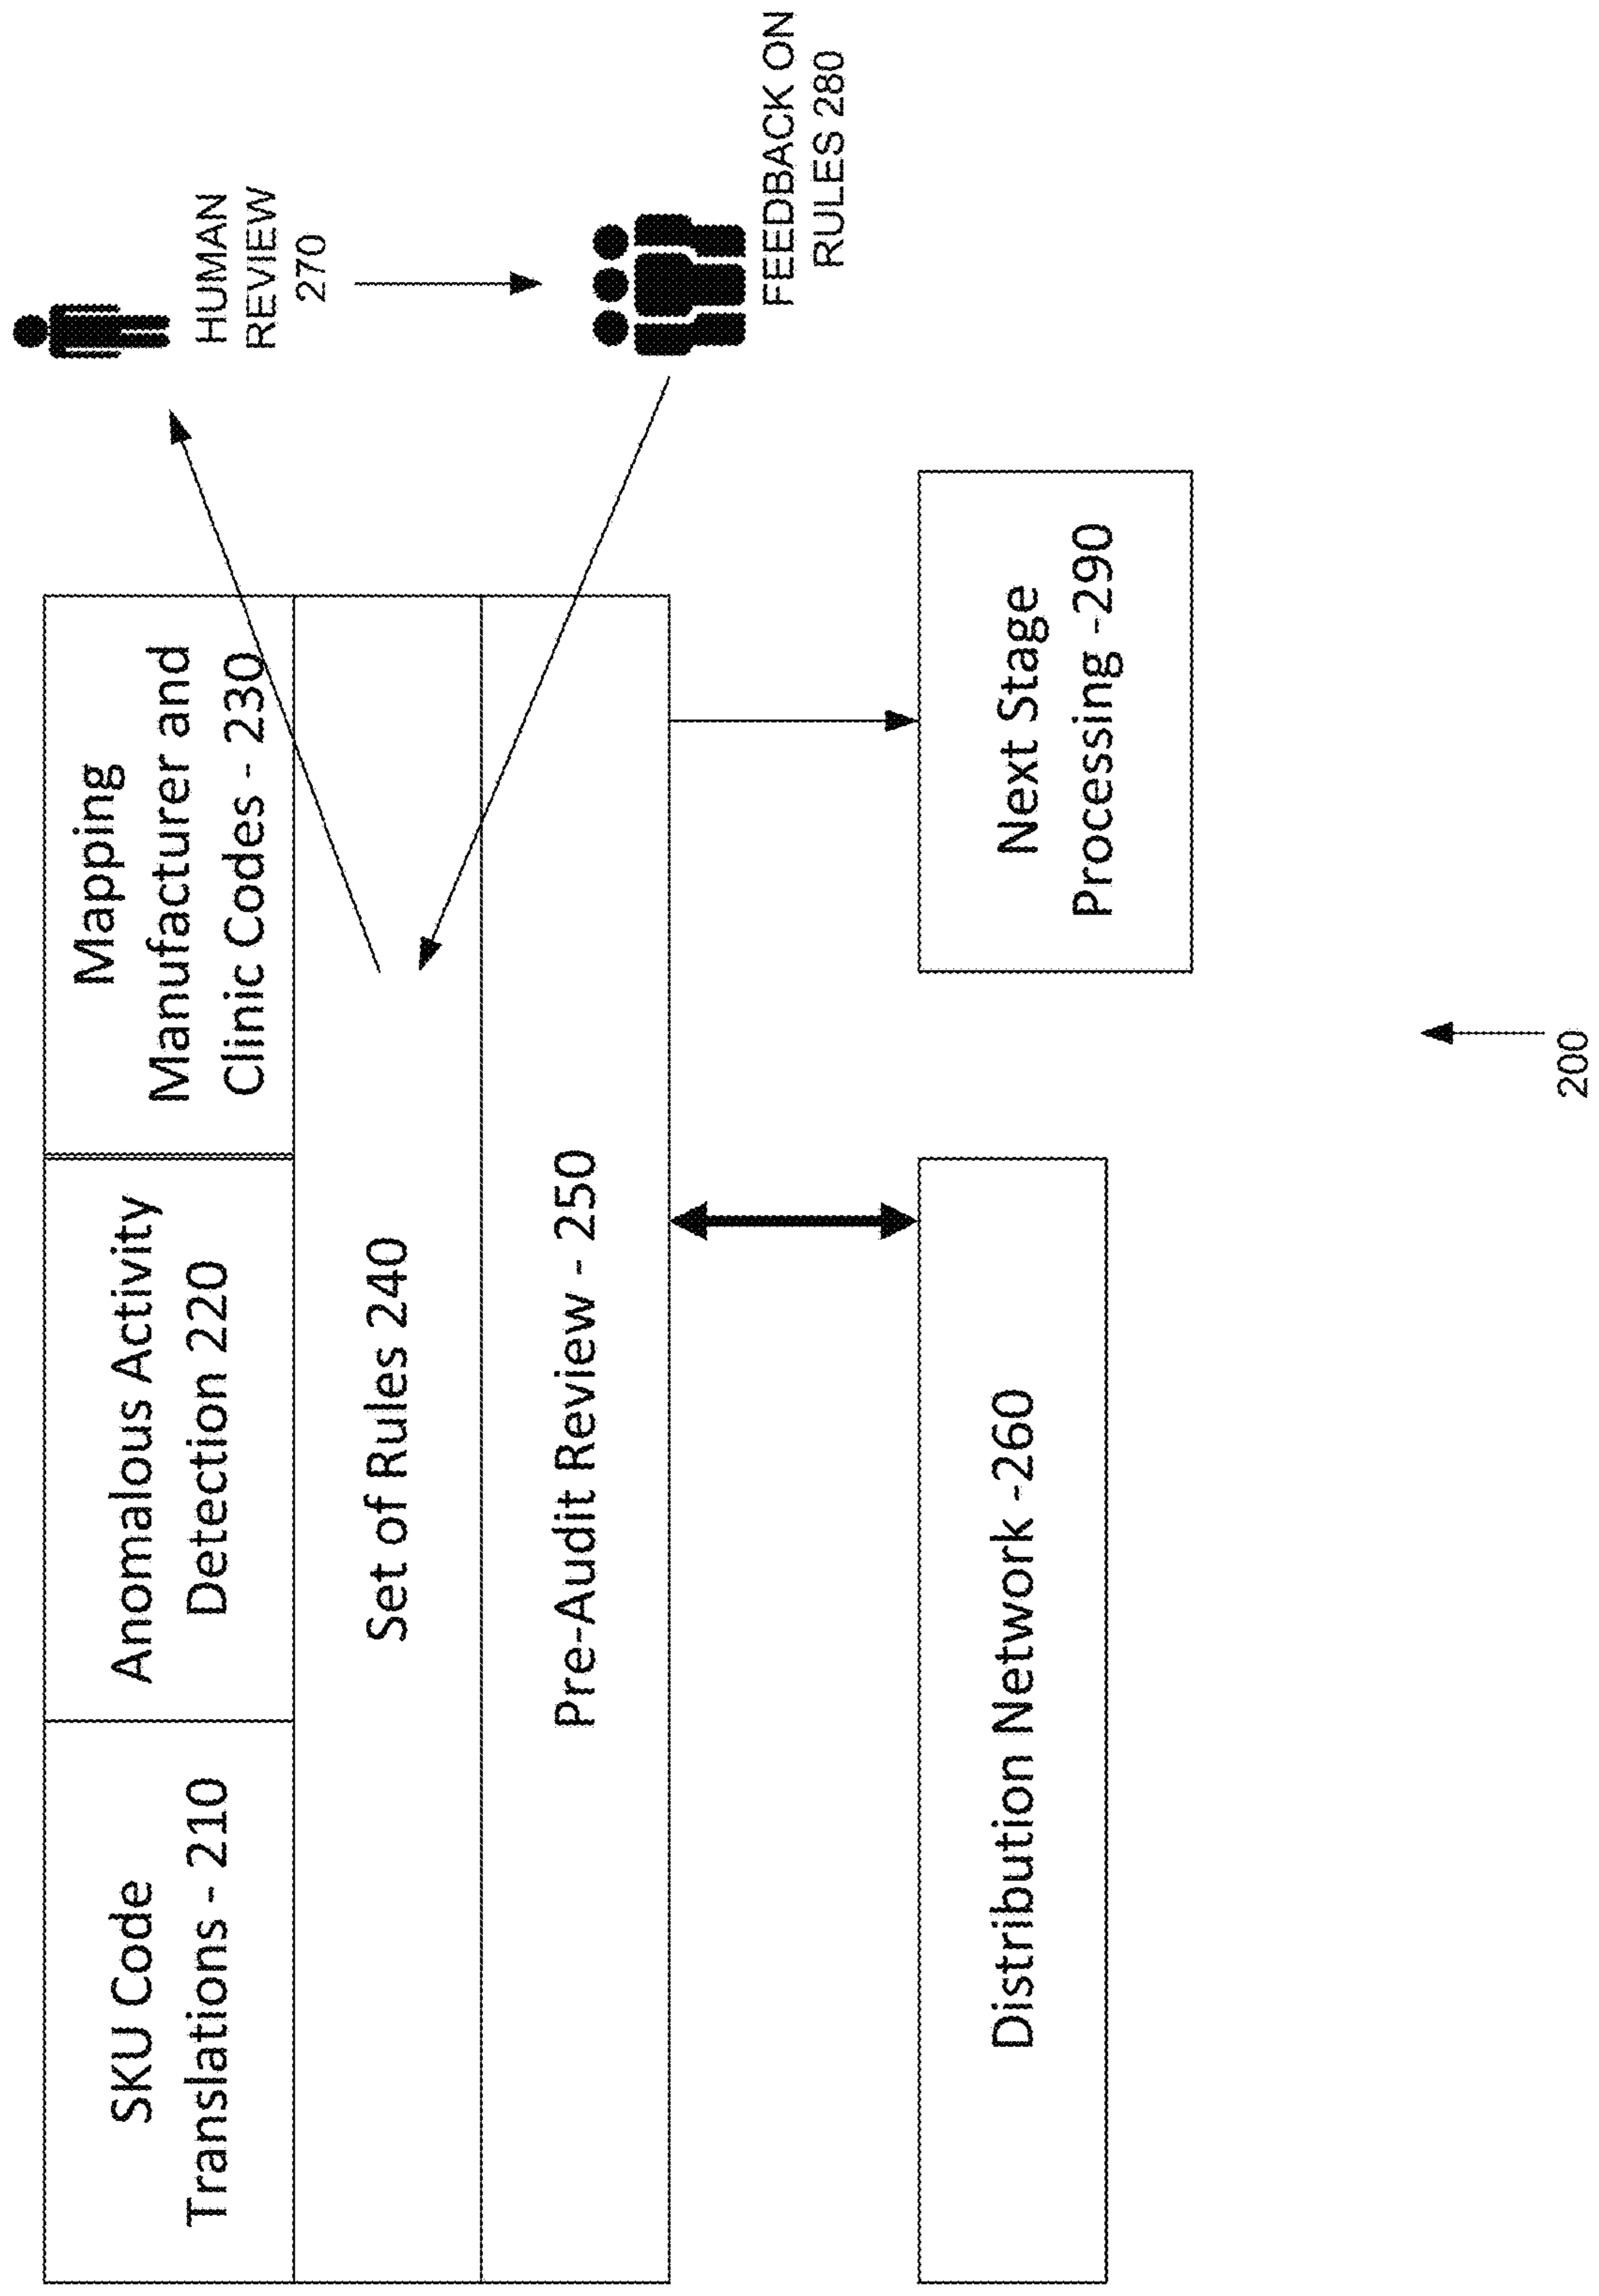 SKU Code
Translations - 210
Anomalous Activity
Detection 220
Mapping
Manufacturer and
Clinic Codes - 230
HUMAN
REVIEW
270
Set of Rules 240
Pre-Audit Review - 250
FEEDBACK ON
RULES 280
Distribution Network -260
Next Stage
Processing -290
200